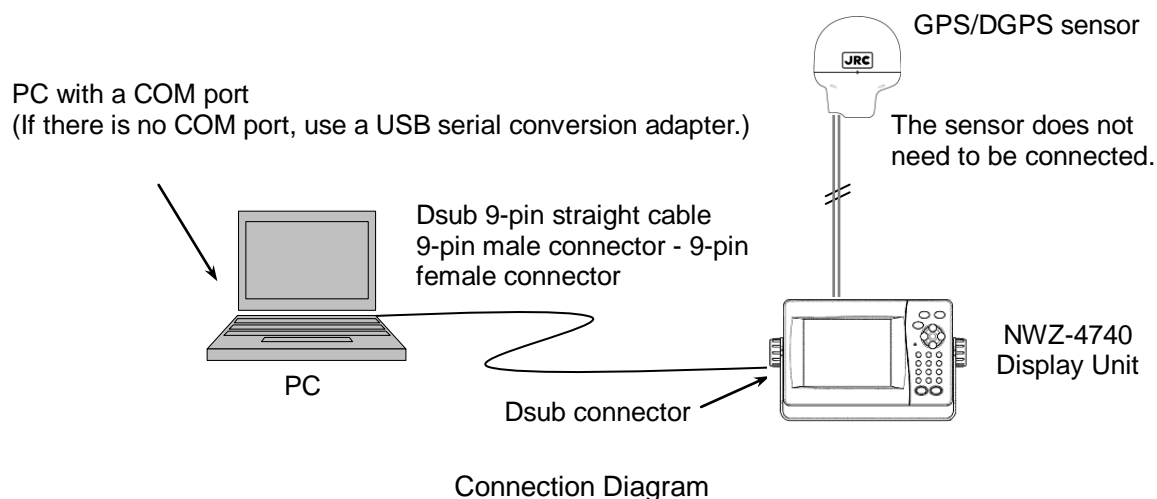 GPS/DGPS sensor
JRC
PC with a COM port
(If there is no COM port, use a USB serial conversion adapter.)
The sensor does not
need to be connected.
Dsub 9-pin straight cable
9-pin male connector - 9-pin
female connector
NWZ-4740
Display Unit
PC
Dsub connector
Connection Diagram